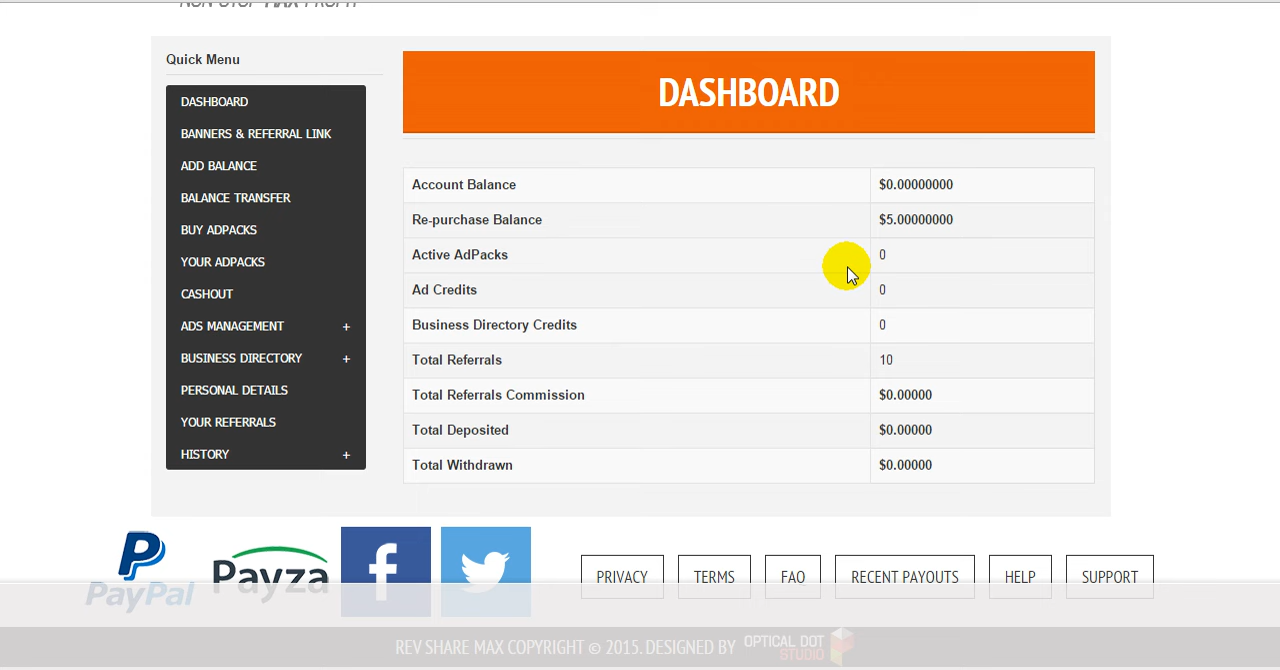 NON STOP MAX PROFIT
Quick Menu
DASHBOARD
BANNERS & REFERRAL LINK
ADD BALANCE
BALANCE TRANSFER
BUY ADPACKS
YOUR ADPACKS
CASHOUT
ADS MANAGEMENT +
BUSINESS DIRECTORY +
PERSONAL DETAILS
YOUR REFERRALS
HISTORY +
DASHBOARD
Account Balance $0.00000000
Re-purchase Balance $5.00000000
Active AdPacks 0
Ad Credits 0
Business Directory Credits 0
Total Referrals 10
Total Referrals Commission $0.00000
Total Deposited $0.00000
Total Withdrawn $0.00000
PayPal Payza PRIVACY TERMS FAQ RECENT PAYOUTS HELP SUPPORT
REV SHARE MAX COPYRIGHT © 2015. DESIGNED BY OPTICAL DOT STUDIO